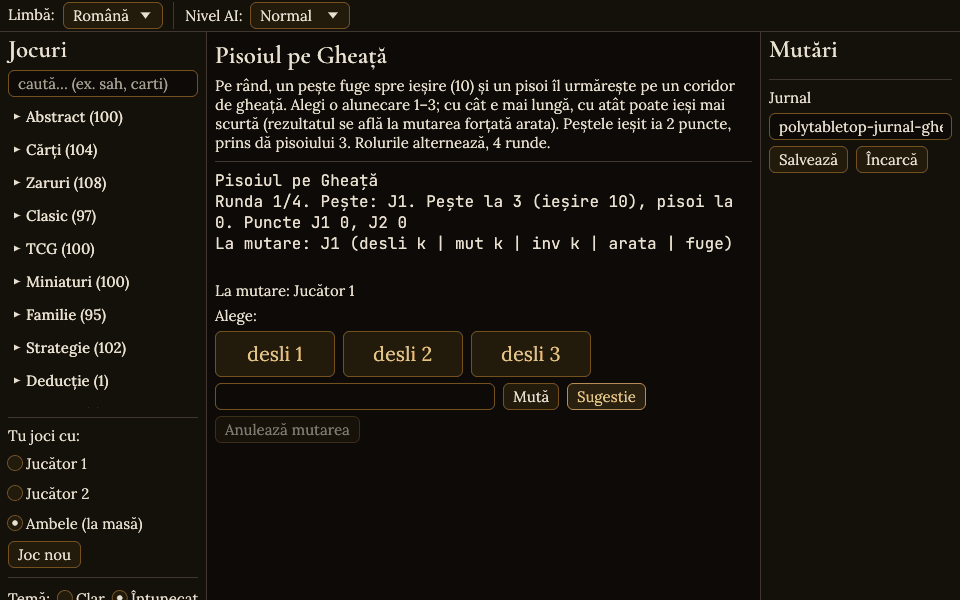 Limbă: Română ▼ Nivel AI: Normal ▼
Jocuri
caută... (ex. sah, carti)
▸ Abstract (100)
▸ Cărți (104)
▸ Zaruri (108)
▸ Clasic (97)
▸ TCG (100)
▸ Miniaturi (100)
▸ Familie (95)
▸ Strategie (102)
▸ Deducție (1)
Tu joci cu:
Jucător 1
Jucător 2
Ambele (la masă)
Joc nou
Temă: Clar Întunecat
Pisoiul pe Gheață
Pe rând, un pește fuge spre ieșire (10) și un pisoi îl urmărește pe un coridor
de gheață. Alegi o alunecare 1–3; cu cât e mai lungă, cu atât poate ieși mai
scurtă (rezultatul se află la mutarea forțată arata). Peștele ieșit ia 2 puncte,
prins dă pisoiului 3. Rolurile alternează, 4 runde.
Pisoiul pe Gheață
Runda 1/4. Pește: J1. Pește la 3 (ieșire 10), pisoi la
0. Puncte J1 0, J2 0
La mutare: J1 (desli k | mut k | inv k | arata | fuge)
La mutare: Jucător 1
Alege:
desli 1 desli 2 desli 3
Mută Sugestie
Anulează mutarea
Mutări
Jurnal
polytabletop-jurnal-ghe
Salvează Încarcă